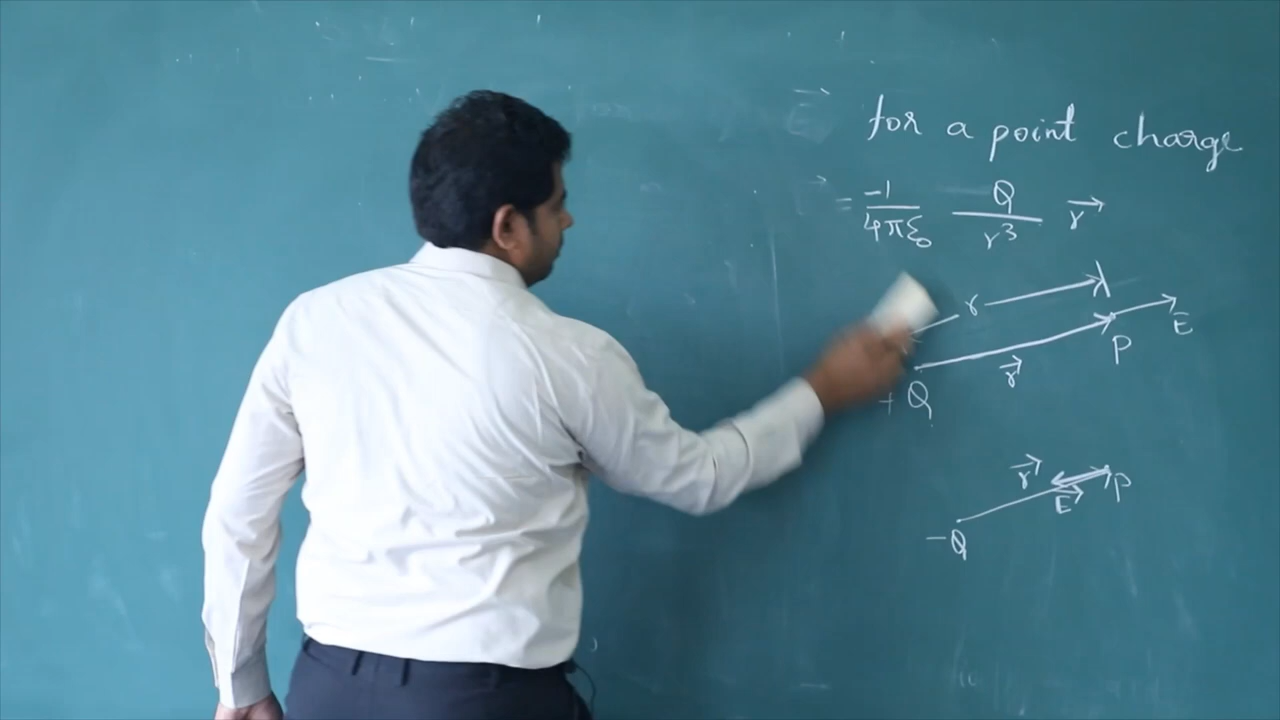 for a point charge
= -1/4πε₀ Q/r³ r⃗
r
P E⃗
r⃗
+Q
r⃗ E⃗ P
-Q